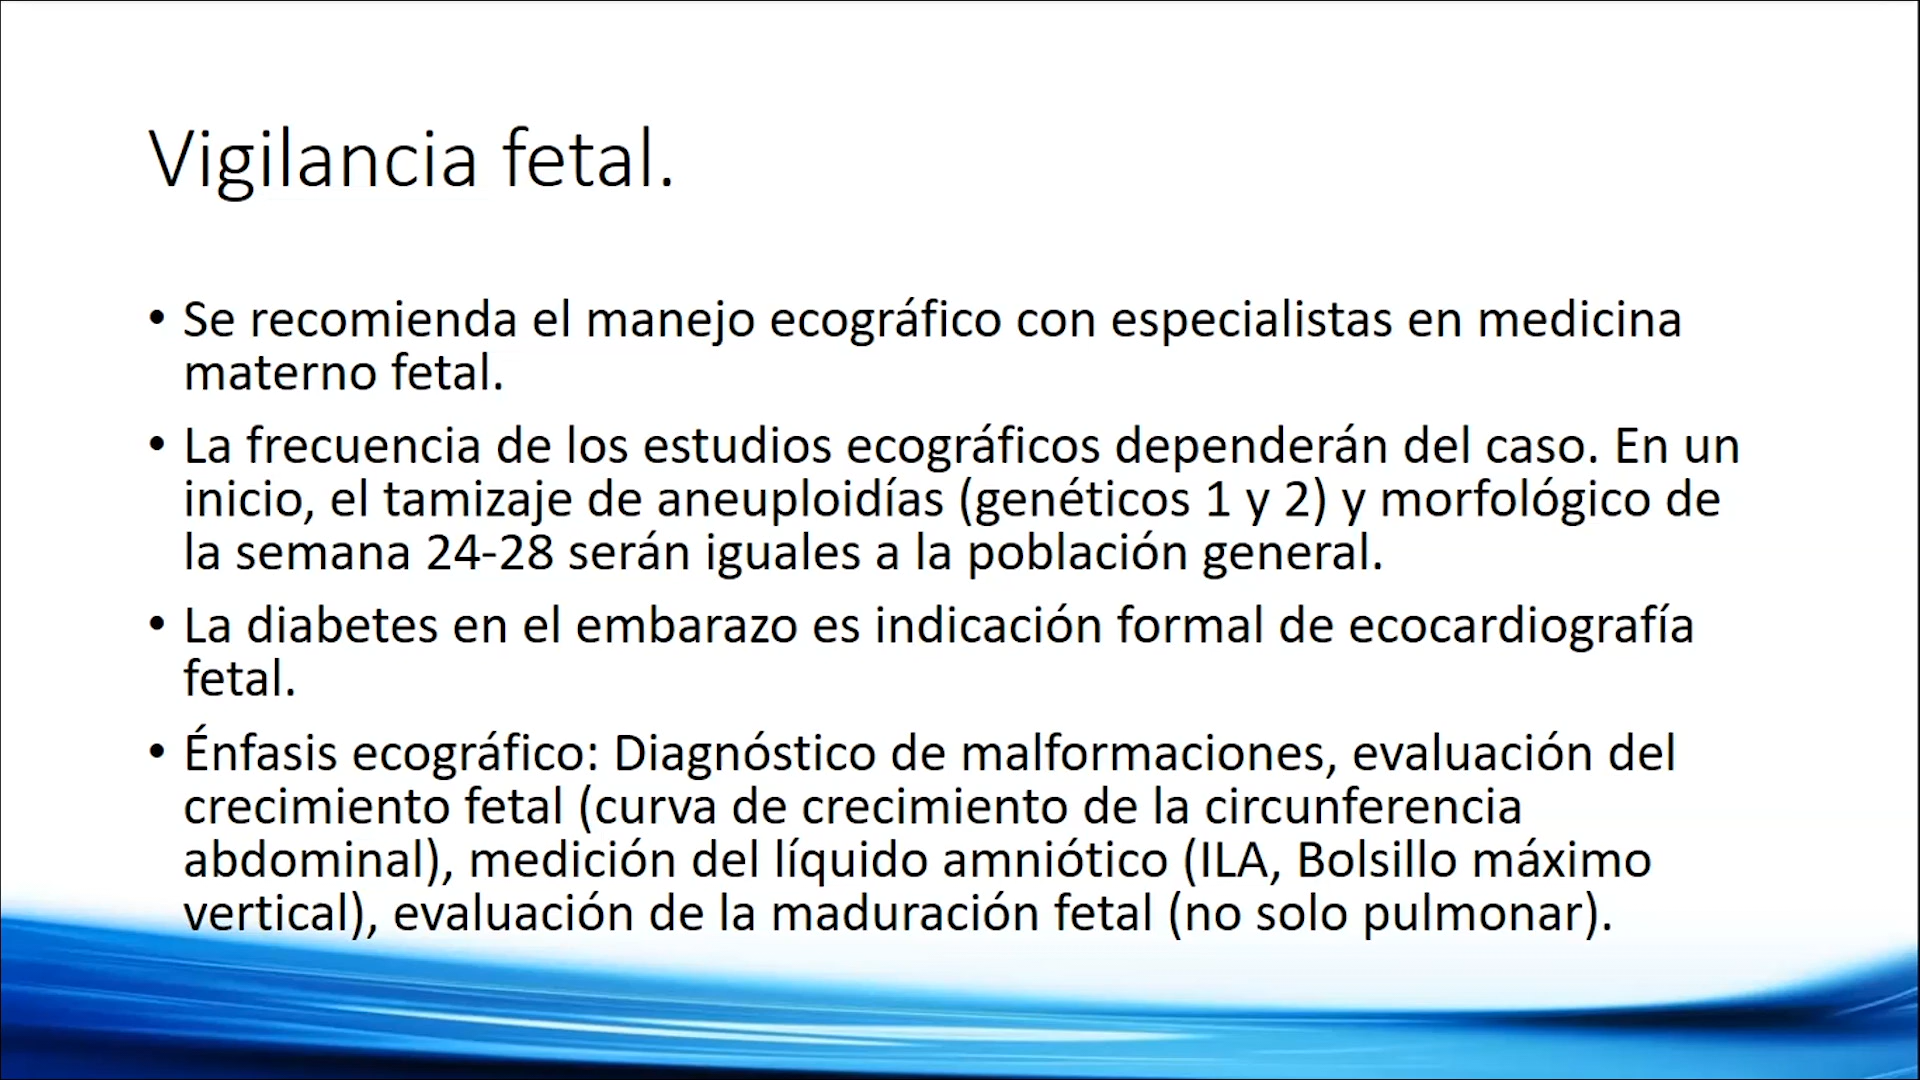 Vigilancia fetal.
• Se recomienda el manejo ecográfico con especialistas en medicina
materno fetal.
• La frecuencia de los estudios ecográficos dependerán del caso. En un
inicio, el tamizaje de aneuploidías (genéticos 1 y 2) y morfológico de
la semana 24-28 serán iguales a la población general.
• La diabetes en el embarazo es indicación formal de ecocardiografía
fetal.
• Énfasis ecográfico: Diagnóstico de malformaciones, evaluación del
crecimiento fetal (curva de crecimiento de la circunferencia
abdominal), medición del líquido amniótico (ILA, Bolsillo máximo
vertical), evaluación de la maduración fetal (no solo pulmonar).